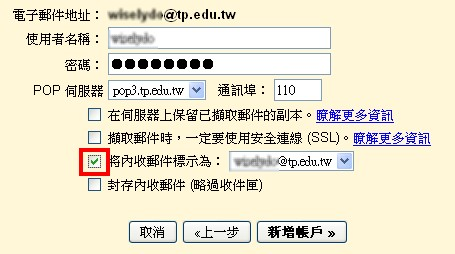 電子郵件地址： wiselydo@tp.edu.tw
使用者名稱：
密碼： ●●●●●●●●
POP 伺服器 pop3.tp.edu.tw 通訊埠： 110
在伺服器上保留已擷取郵件的副本。瞭解更多資訊
擷取郵件時，一定要使用安全連線 (SSL)。瞭解更多資訊
將內收郵件標示為： @tp.edu.tw
封存內收郵件 (略過收件匣)
取消 «上一步 新增帳戶 »